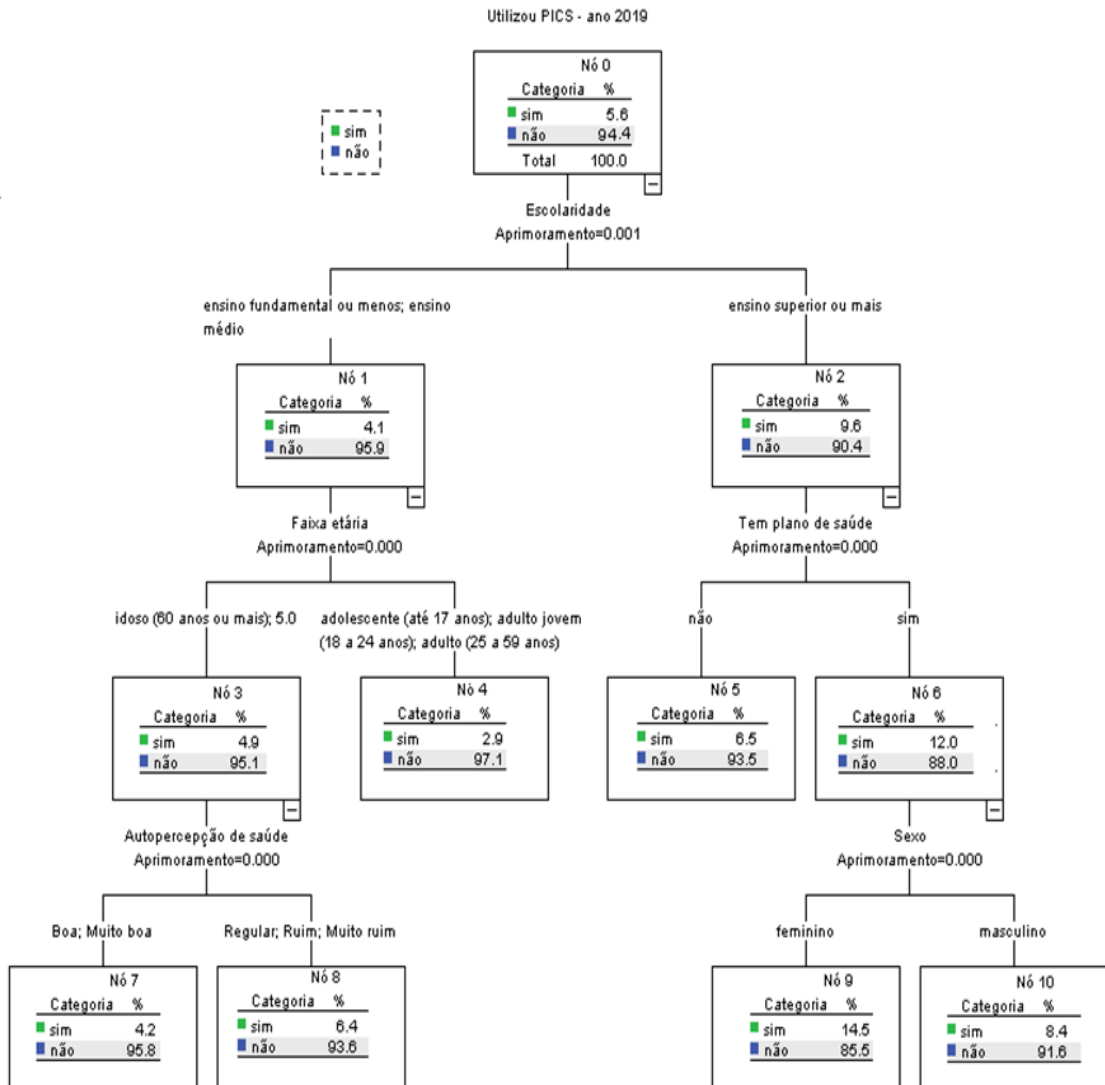 Utilizou PICS - ano 2019
Nó 0
Categoria %
sim 5.6
não 94.4
Total 100.0
sim
não
Escolaridade
Aprimoramento=0.001
ensino fundamental ou menos; ensino
médio
ensino superior ou mais
Nó 1
Categoria %
sim 4.1
não 95.9
Nó 2
Categoria %
sim 9.6
não 90.4
Faixa etária
Aprimoramento=0.000
Tem plano de saúde
Aprimoramento=0.000
idoso (60 anos ou mais); 5.0
adolescente (até 17 anos); adulto jovem
(18 a 24 anos); adulto (25 a 59 anos)
não
sim
Nó 3
Categoria %
sim 4.9
não 95.1
Nó 4
Categoria %
sim 2.9
não 97.1
Nó 5
Categoria %
sim 6.5
não 93.5
Nó 6
Categoria %
sim 12.0
não 88.0
Autopercepção de saúde
Aprimoramento=0.000
Sexo
Aprimoramento=0.000
Boa; Muito boa
Regular; Ruim; Muito ruim
feminino
masculino
Nó 7
Categoria %
sim 4.2
não 95.8
Nó 8
Categoria %
sim 6.4
não 93.6
Nó 9
Categoria %
sim 14.5
não 85.5
Nó 10
Categoria %
sim 8.4
não 91.6